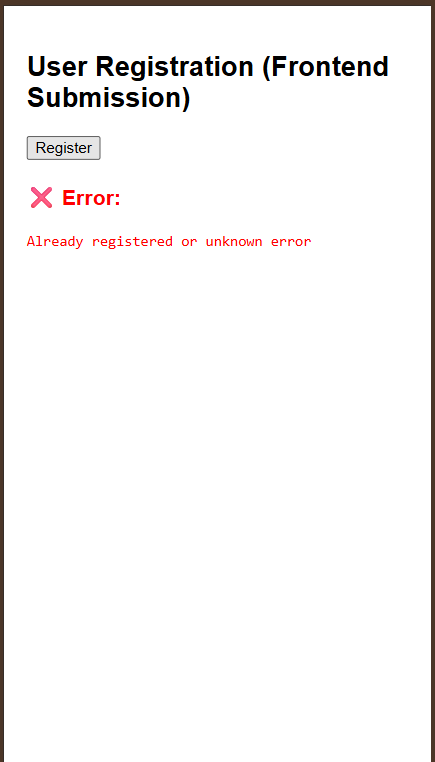 User Registration (Frontend
Submission)
Register
❌ Error:
Already registered or unknown error